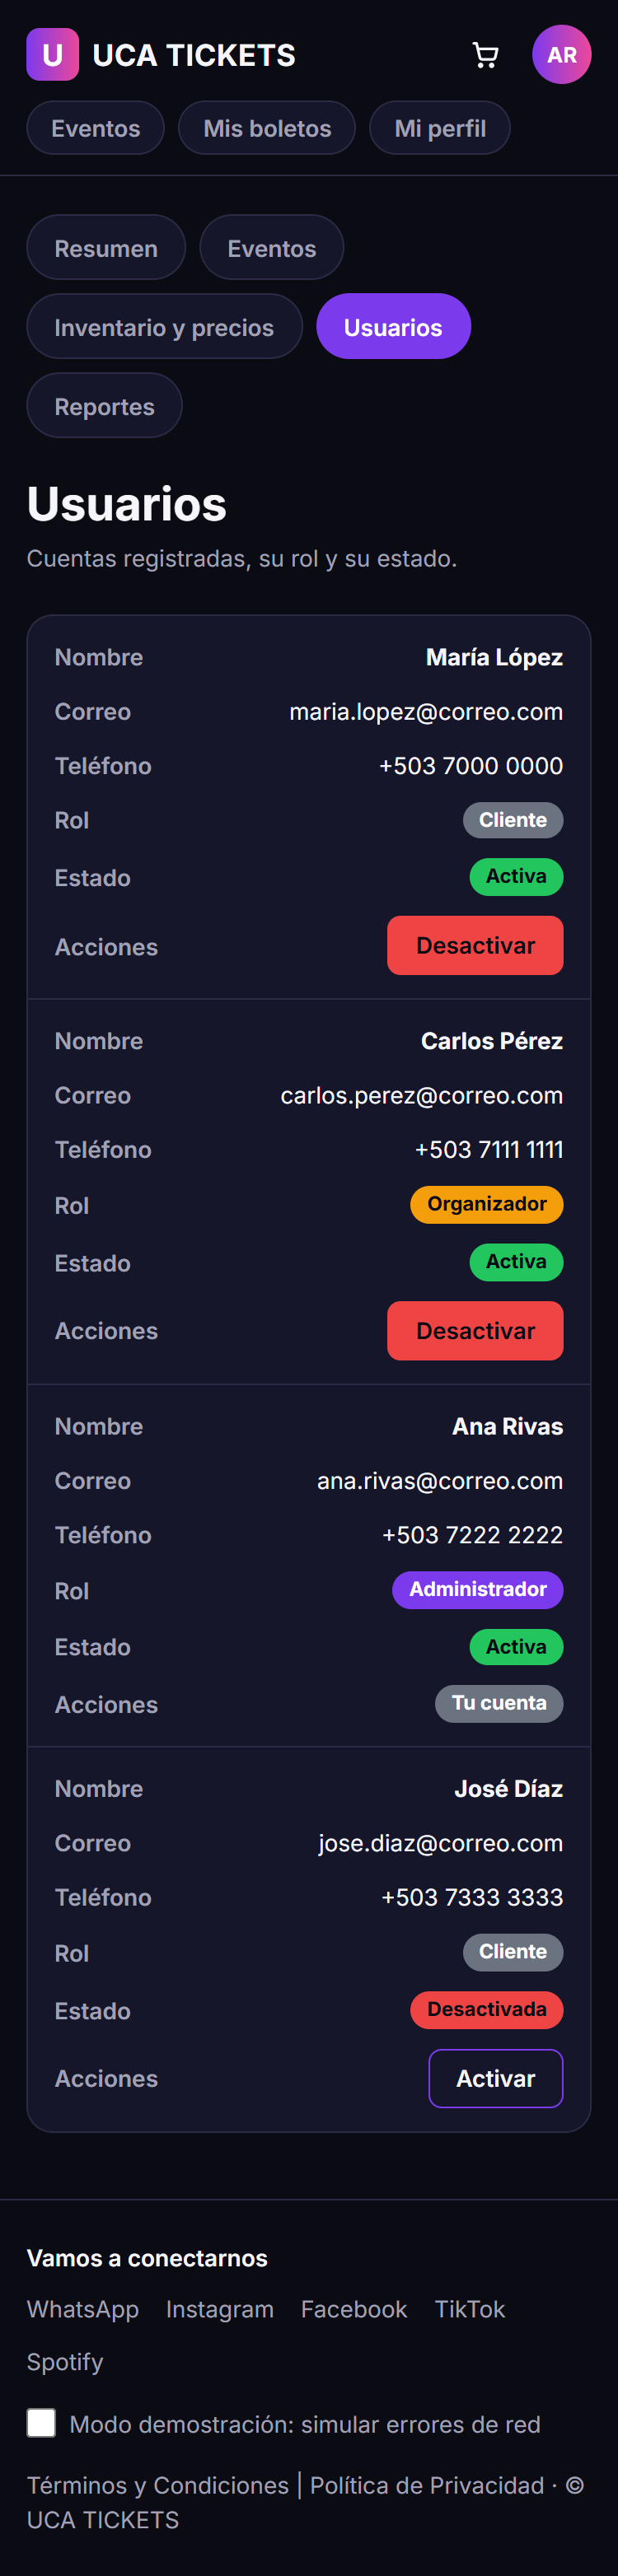 U UCA TICKETS AR
Eventos Mis boletos Mi perfil
Resumen Eventos
Inventario y precios Usuarios
Reportes
Usuarios
Cuentas registradas, su rol y su estado.
Nombre María López
Correo maria.lopez@correo.com
Teléfono +503 7000 0000
Rol Cliente
Estado Activa
Acciones Desactivar
Nombre Carlos Pérez
Correo carlos.perez@correo.com
Teléfono +503 7111 1111
Rol Organizador
Estado Activa
Acciones Desactivar
Nombre Ana Rivas
Correo ana.rivas@correo.com
Teléfono +503 7222 2222
Rol Administrador
Estado Activa
Acciones Tu cuenta
Nombre José Díaz
Correo jose.diaz@correo.com
Teléfono +503 7333 3333
Rol Cliente
Estado Desactivada
Acciones Activar
Vamos a conectarnos
WhatsApp Instagram Facebook TikTok
Spotify
Modo demostración: simular errores de red
Términos y Condiciones | Política de Privacidad · ©
UCA TICKETS